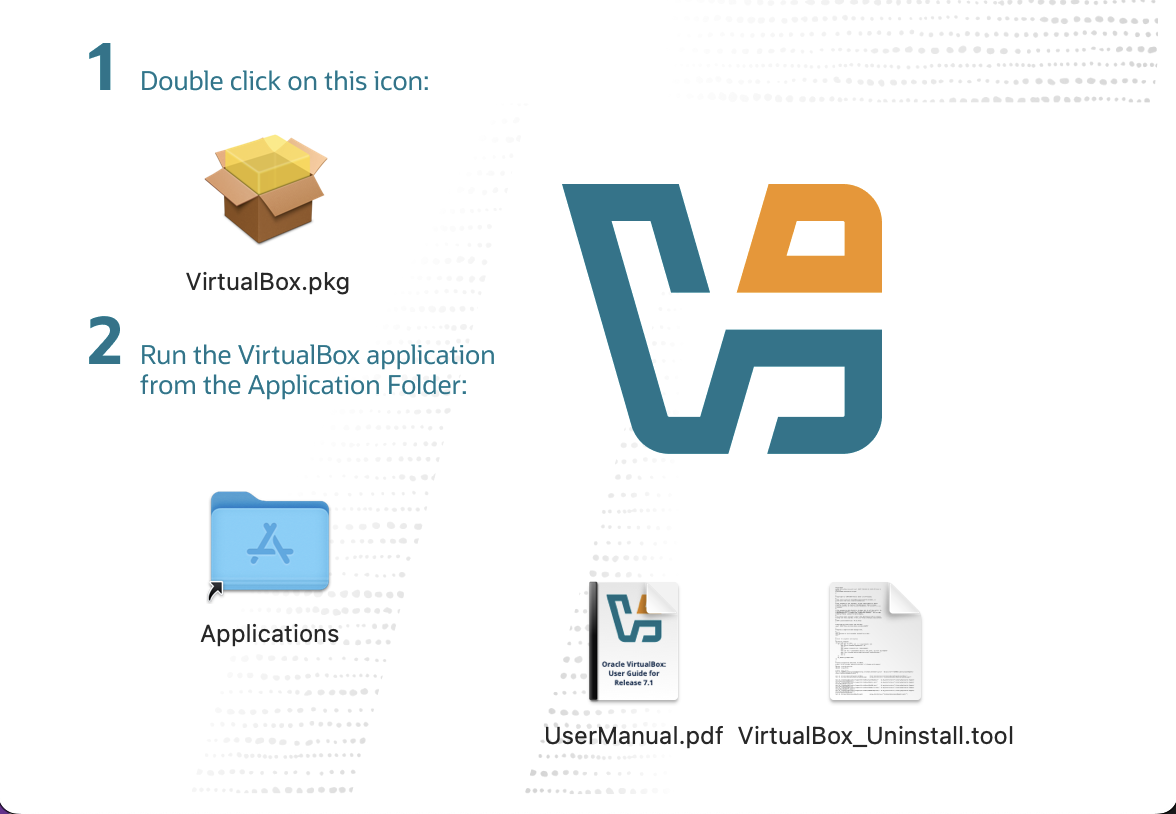 1
Double click on this icon:
VirtualBox.pkg
2
Run the VirtualBox application
from the Application Folder:
Applications
Oracle VirtualBox:
User Guide for
Release 7.1
UserManual.pdf
VirtualBox_Uninstall.tool